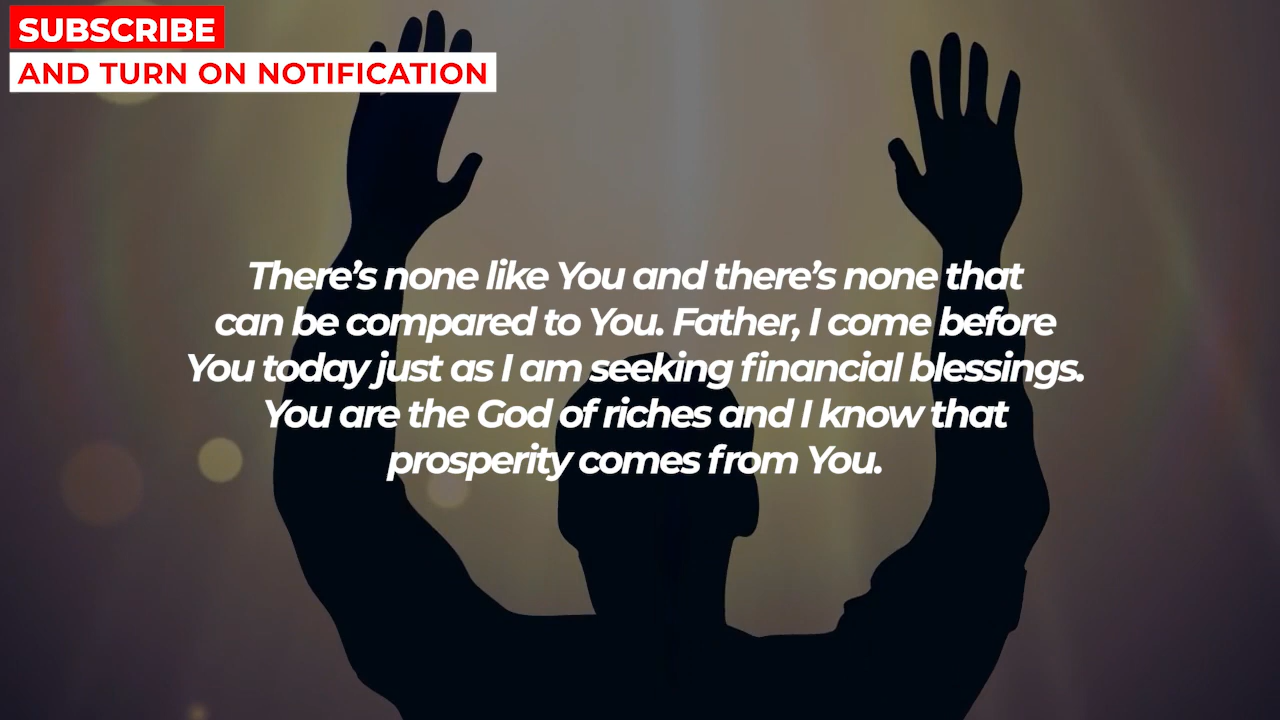 SUBSCRIBE
AND TURN ON NOTIFICATION
There’s none like You and there’s none that
can be compared to You. Father, I come before
You today just as I am seeking financial blessings.
You are the God of riches and I know that
prosperity comes from You.